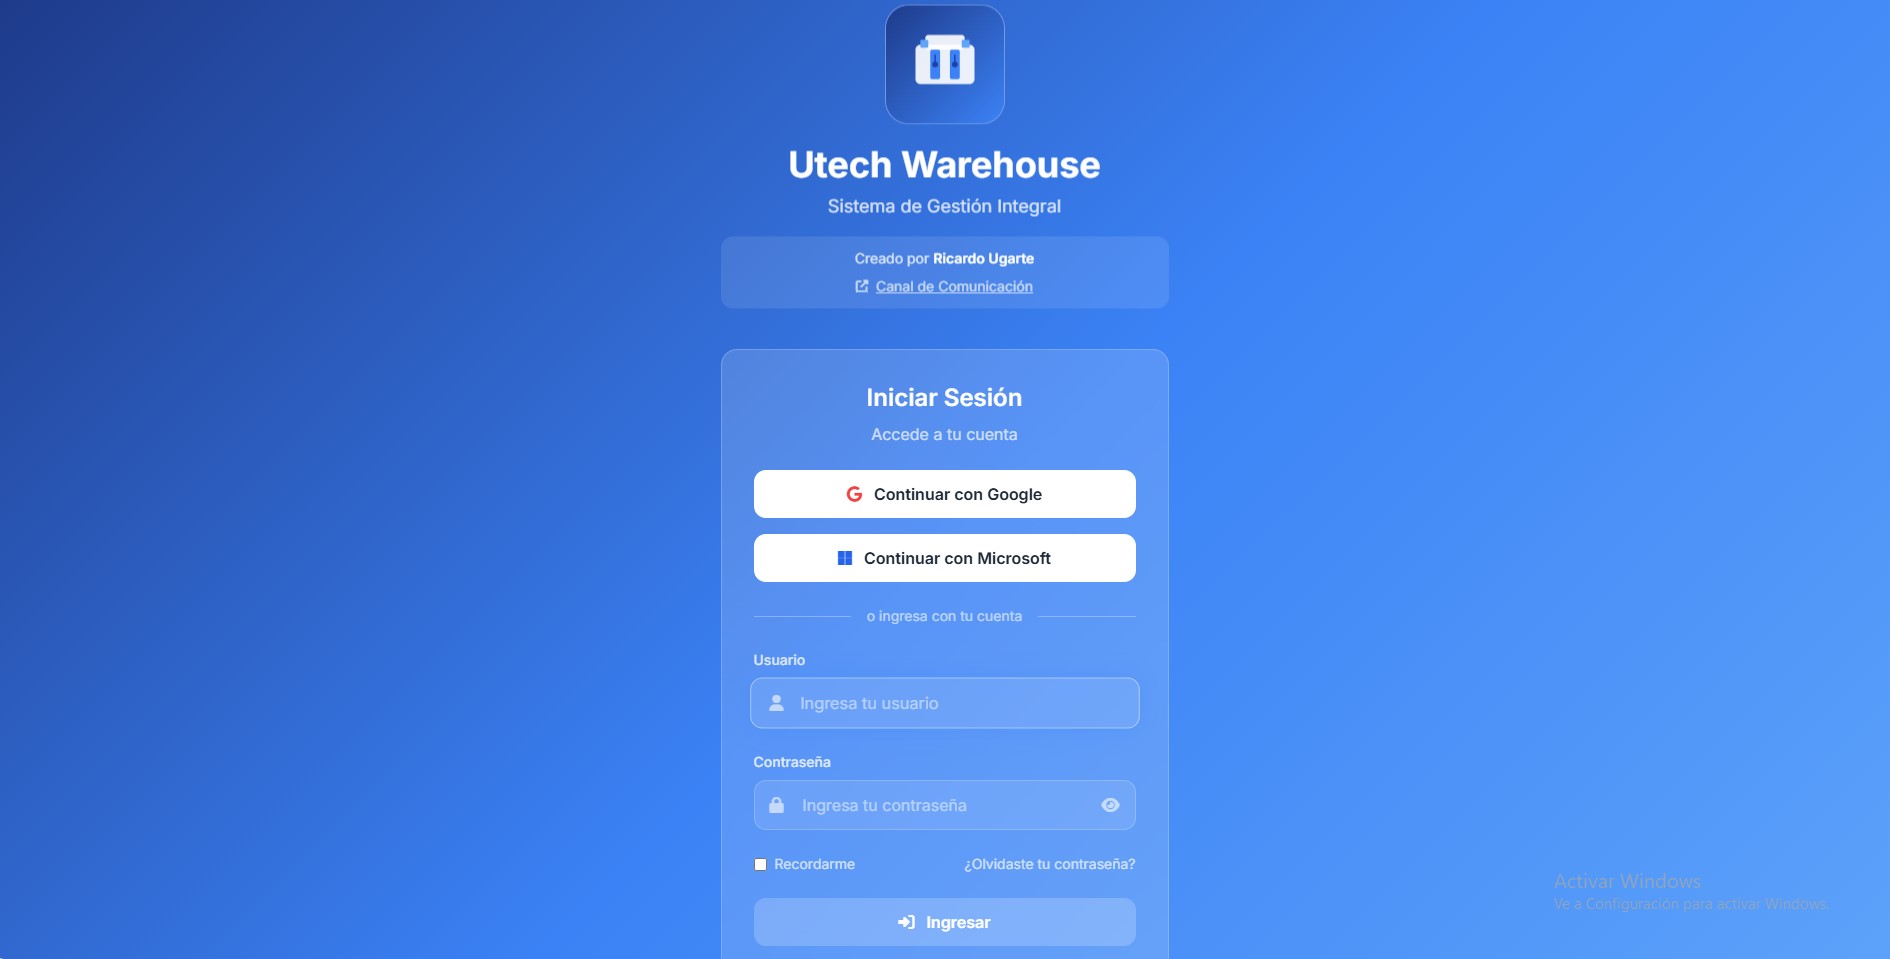 Utech Warehouse
Sistema de Gestión Integral
Creado por Ricardo Ugarte
Canal de Comunicación
Iniciar Sesión
Accede a tu cuenta
Continuar con Google
Continuar con Microsoft
o ingresa con tu cuenta
Usuario
Ingresa tu usuario
Contraseña
Ingresa tu contraseña
Recordarme
¿Olvidaste tu contraseña?
Ingresar
Activar Windows
Ve a Configuración para activar Windows.